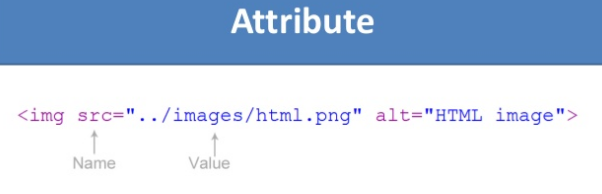 Attribute
<img src="../images/html.png" alt="HTML image">
Name Value